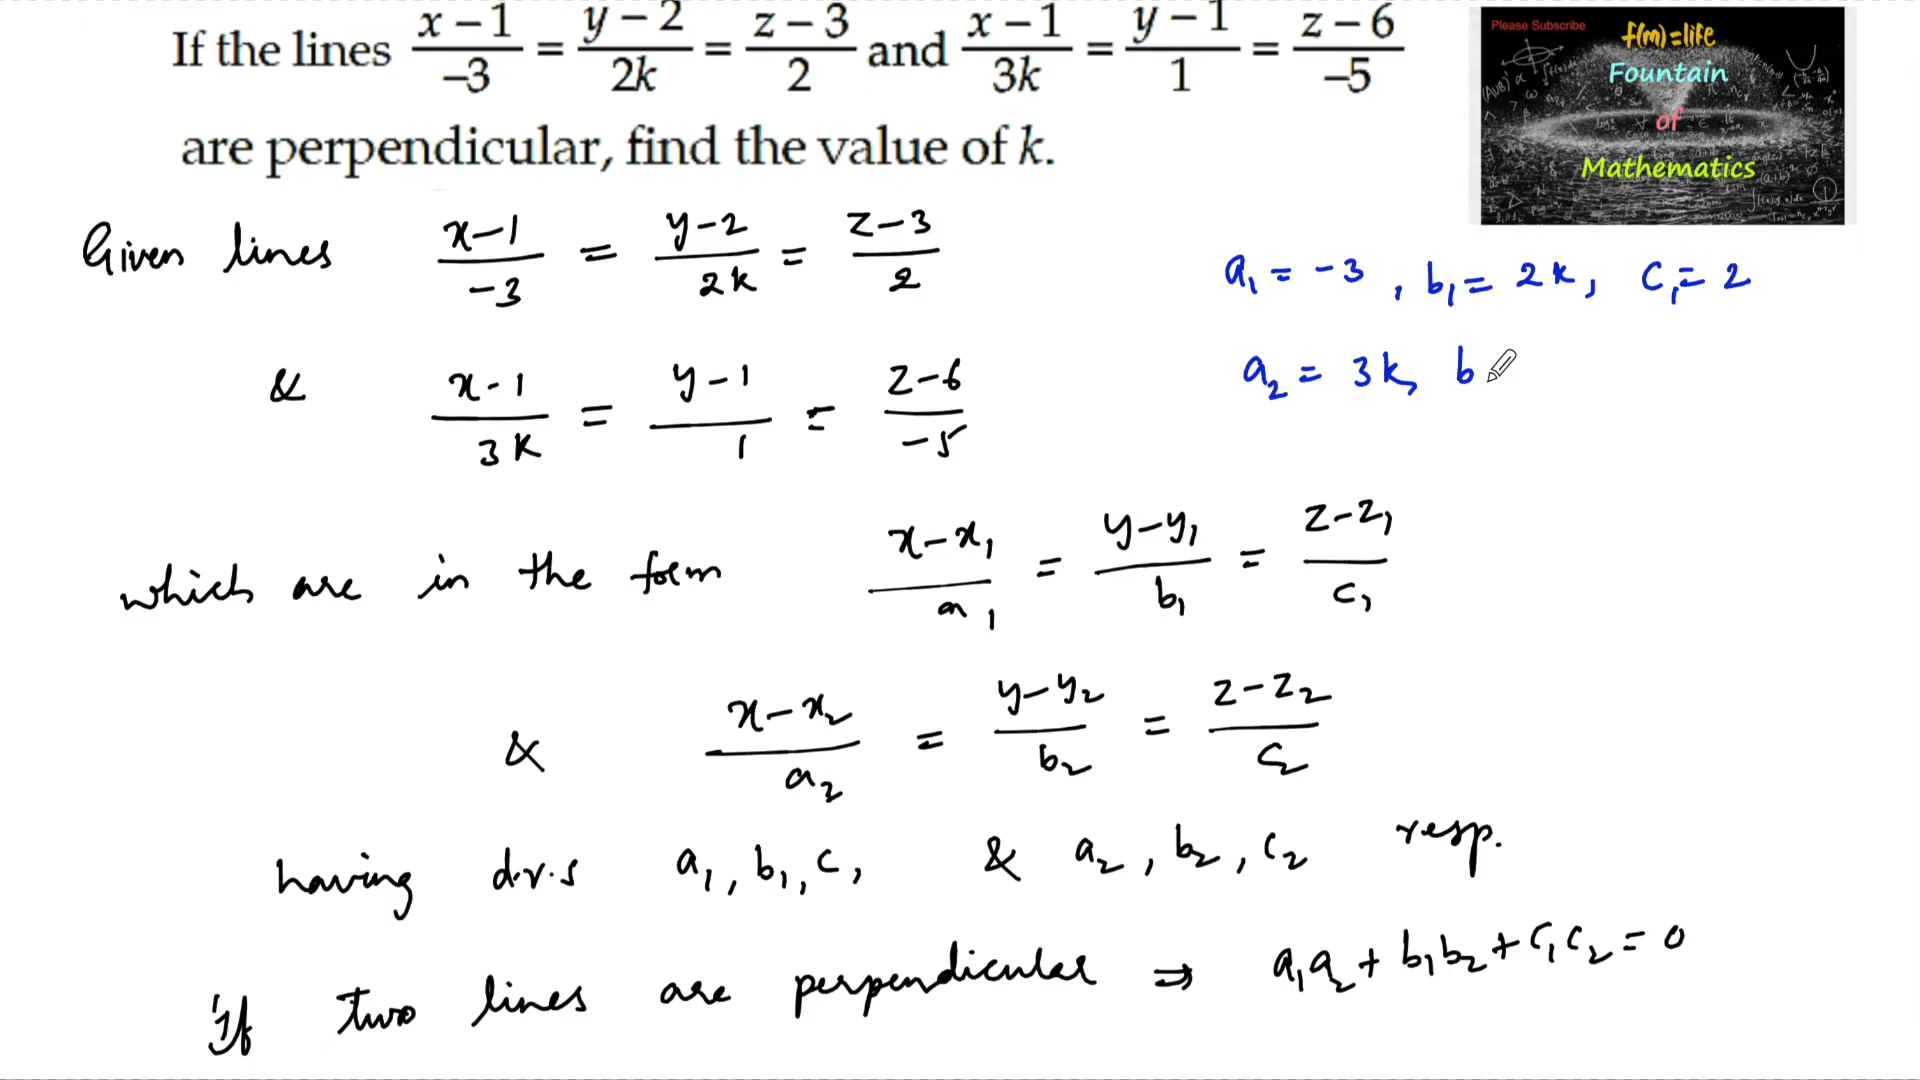 If the lines (x – 1)/–3 = (y – 2)/2k = (z – 3)/2 and (x – 1)/3k = (y – 1)/1 = (z – 6)/–5
are perpendicular, find the value of k.
Please Subscribe
f(m)=life
Fountain
of
Mathematics
Given lines (x-1)/-3 = (y-2)/2k = (z-3)/2
a₁ = -3, b₁ = 2k, c₁ = 2
& (x-1)/3k = (y-1)/1 = (z-6)/-5
a₂ = 3k, b
which are in the form (x-x₁)/a₁ = (y-y₁)/b₁ = (z-z₁)/c₁
& (x-x₂)/a₂ = (y-y₂)/b₂ = (z-z₂)/c₂
having d.r.s a₁, b₁, c₁ & a₂, b₂, c₂ resp.
If two lines are perpendicular ⇒ a₁a₂ + b₁b₂ + c₁c₂ = 0